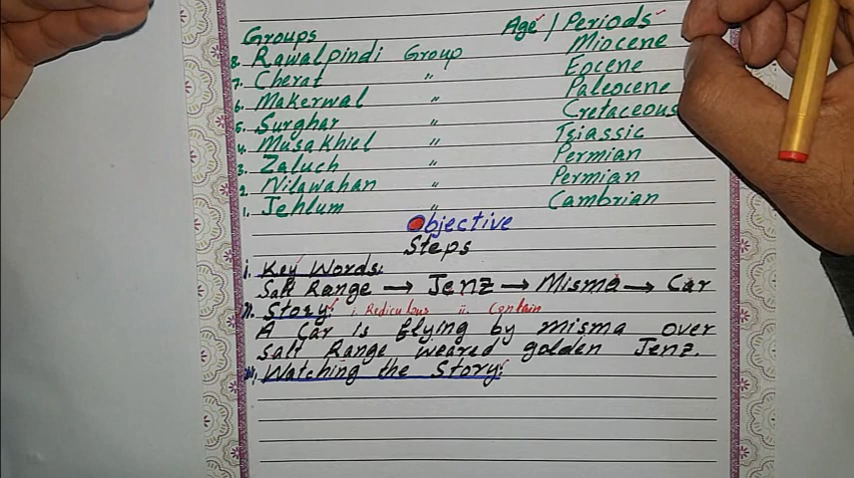 Groups Age / Periods
8. Rawalpindi Group Miocene
7. Cherat " Eocene
6. Makerwal " Paleocene
5. Surghar " Cretaceous
4. Musakhiel " Triassic
3. Zaluch " Permian
2. Nilawahan " Permian
1. Jehlum " Cambrian
Objective
Steps
i. Key Words:
Salt Range → Jenz → Misma → Car
ii. Story: i. Rediculous ii. Contain
A Car is flying by misma over
Salt Range weared golden Jenz.
iii. Watching the Story: